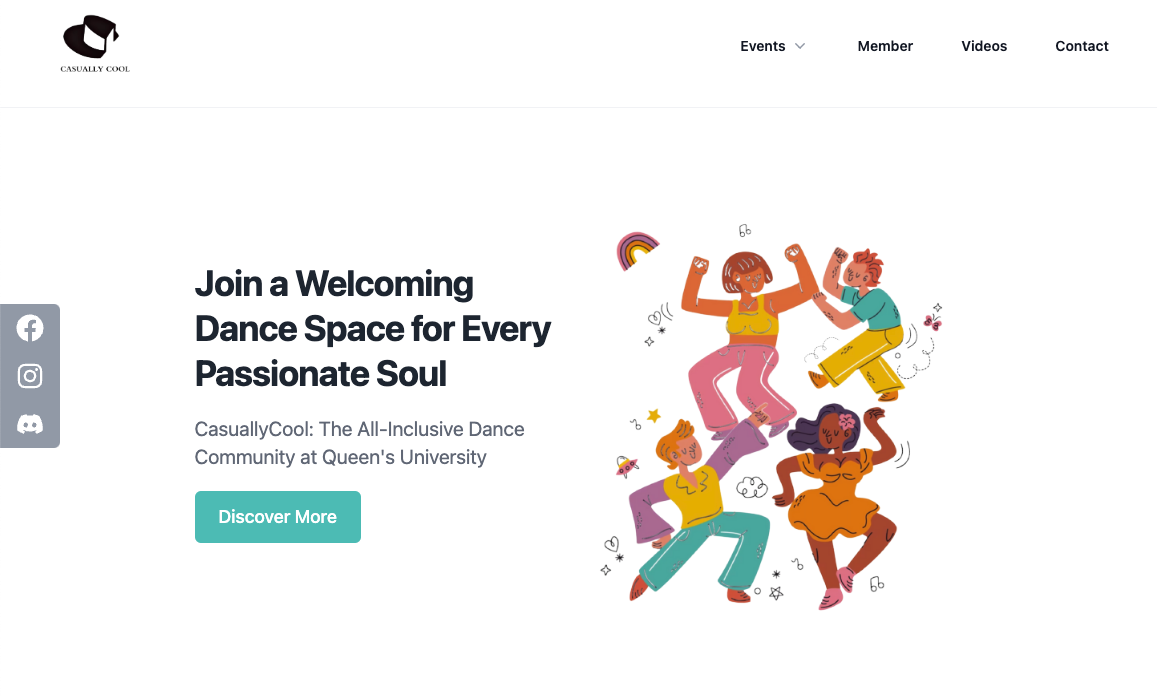 CASUALLY COOL
Events
Member
Videos
Contact
Join a Welcoming
Dance Space for Every
Passionate Soul
CasuallyCool: The All-Inclusive Dance
Community at Queen's University
Discover More